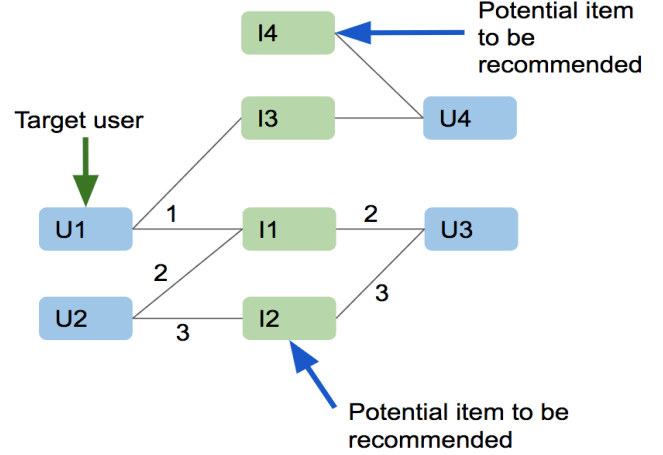 Potential item
to be
recommended
I4
Target user
I3
U4
1
2
U1
I1
U3
2
3
U2
3
I2
Potential item to be
recommended